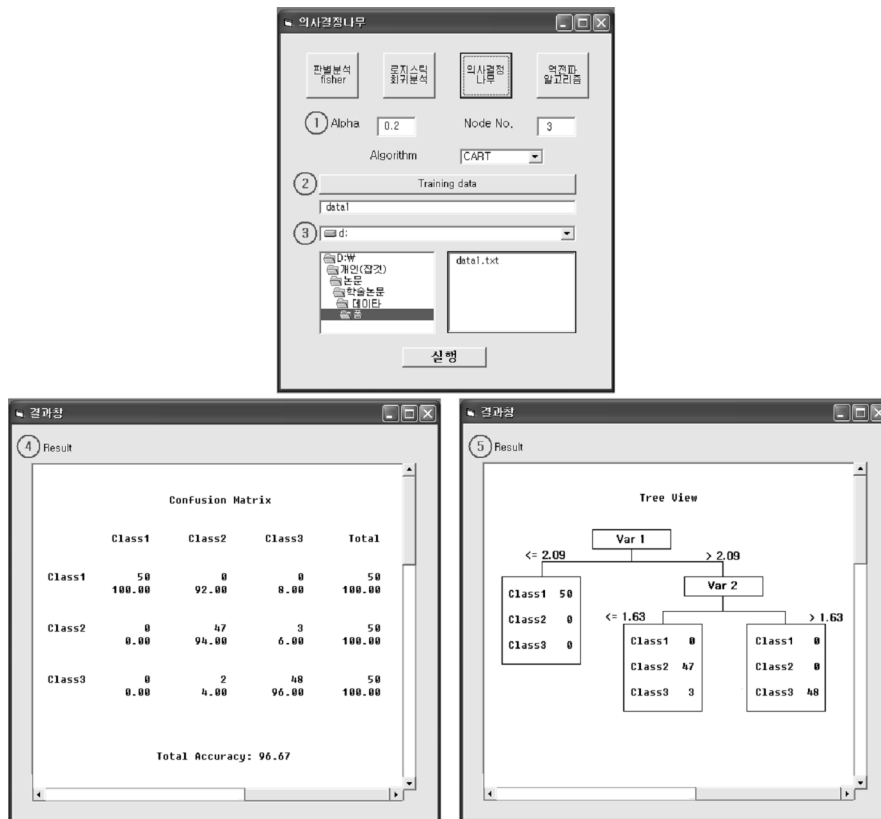 의사결정나무
판별분석 fisher
로지스틱 회귀분석
의사결정 나무
역전파 알고리즘
① Alpha 0.2 Node No. 3
Algorithm CART
② Training data
data1
③ d:
D:₩
개인(잡것)
논문
학술논문
데이타
폼
data1.txt
실행
결과창
④ Result
Confusion Matrix
Class1 Class2 Class3 Total
Class1 50 0 0 50
100.00 92.00 8.00 100.00
Class2 0 47 3 50
0.00 94.00 6.00 100.00
Class3 0 2 48 50
0.00 4.00 96.00 100.00
Total Accuracy: 96.67
결과창
⑤ Result
Tree View
Var 1
<= 2.09 > 2.09
Class1 50
Class2 0
Class3 0
Var 2
<= 1.63 > 1.63
Class1 0
Class2 47
Class3 3
Class1 0
Class2 0
Class3 48